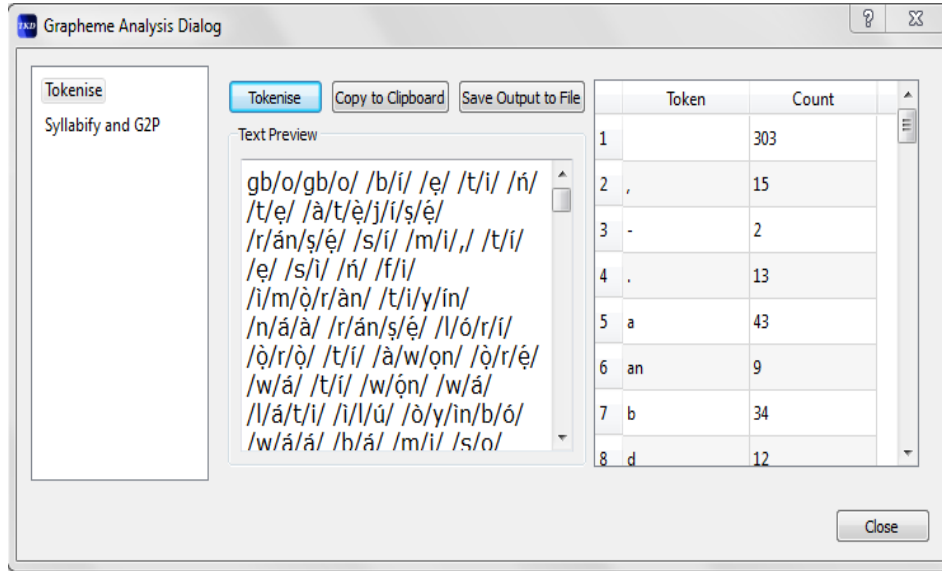 TKD Grapheme Analysis Dialog
Tokenise
Syllabify and G2P
Tokenise Copy to Clipboard Save Output to File
Text Preview
gb/o/gb/o/ /b/í/ /ẹ/ /t/i/ /ń/
/t/ẹ/ /à/t/ẹ̀/j/í/ṣ/ẹ́/
/r/án/ṣ/ẹ́/ /s/í/ /m/i/,/ /t/í/
/ẹ/ /s/ì/ /ń/ /f/i/
/ì/m/ọ̀/r/àn/ /t/i/y/ín/
/n/á/à/ /r/án/ṣ/ẹ́/ /l/ó/r/í/
/ọ̀/r/ọ̀/ /t/í/ /à/w/ọn/ /ọ̀/r/ẹ́/
/w/á/ /t/í/ /w/ọ́n/ /w/á/
/l/á/t/i/ /ì/l/ú/ /ò/y/ìn/b/ó/
/w/á/á/ /b/á/ /m/i/ /s/o/
Token Count
1 303
2 , 15
3 - 2
4 . 13
5 a 43
6 an 9
7 b 34
8 d 12
Close